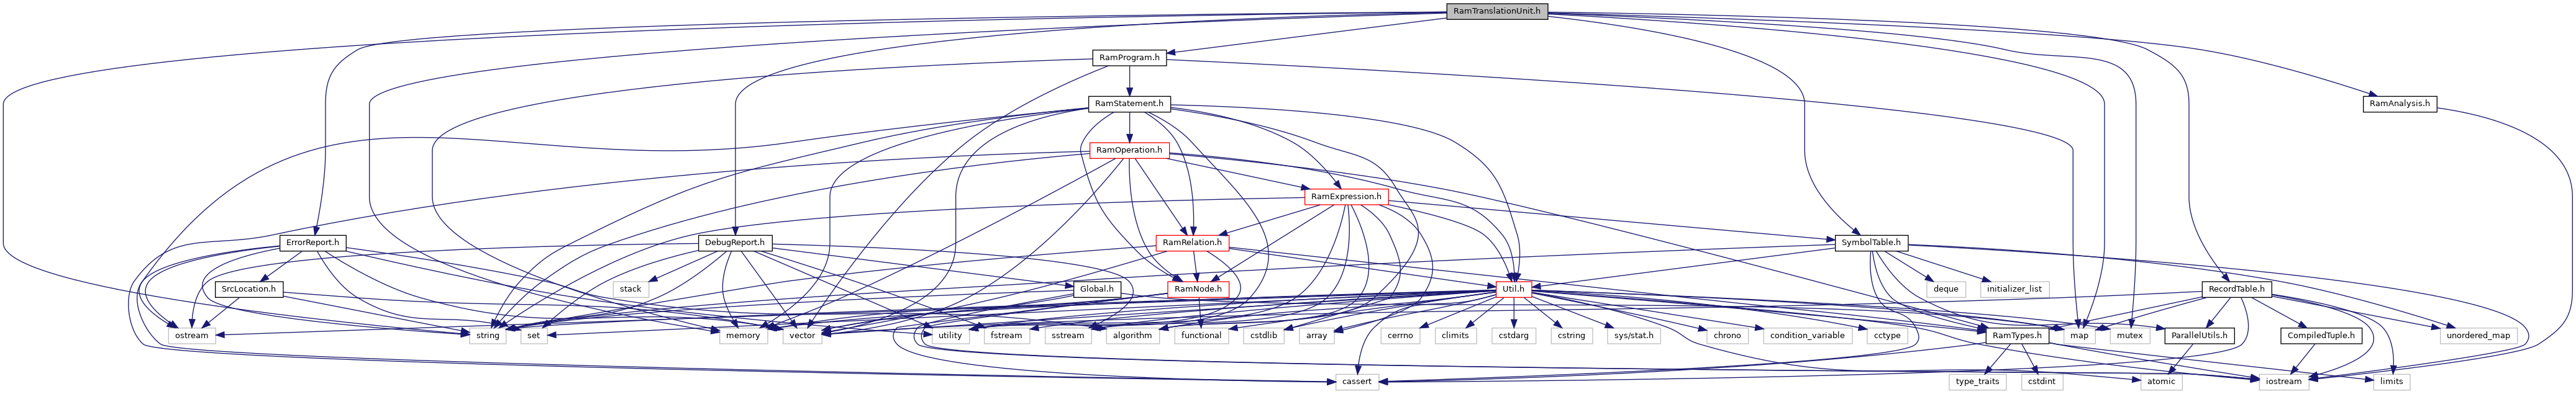 RamTranslationUnit.h
RamProgram.h
RamStatement.h
RamAnalysis.h
RamOperation.h
RamExpression.h
ErrorReport.h
DebugReport.h
RamRelation.h
SymbolTable.h
SrcLocation.h
stack
Global.h
RamNode.h
Util.h
deque
initializer_list
RecordTable.h
ostream
string
set
memory
vector
utility
fstream
sstream
algorithm
functional
cstdlib
array
cerrno
climits
cstdarg
cstring
sys/stat.h
chrono
condition_variable
cctype
RamTypes.h
map
mutex
ParallelUtils.h
CompiledTuple.h
unordered_map
cassert
type_traits
cstdint
atomic
iostream
limits